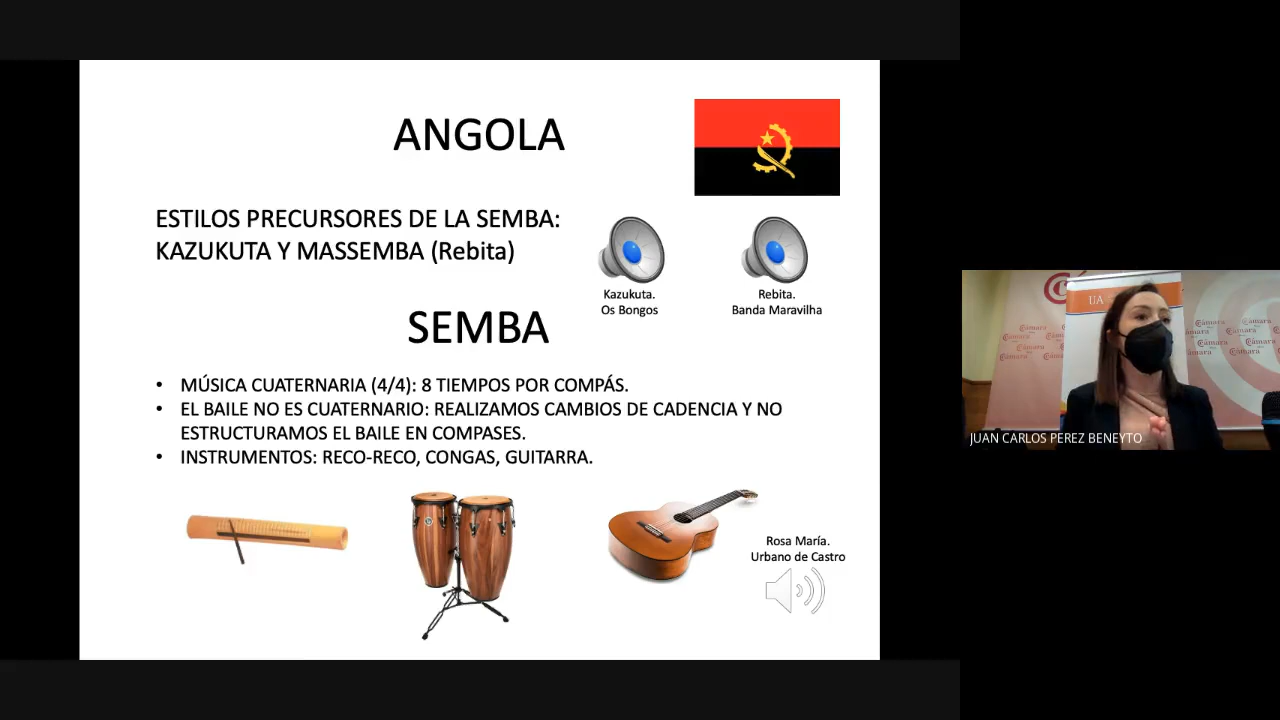 ANGOLA
ESTILOS PRECURSORES DE LA SEMBA:
KAZUKUTA Y MASSEMBA (Rebita)
Kazukuta.
Os Bongos
Rebita.
Banda Maravilha
SEMBA
• MÚSICA CUATERNARIA (4/4): 8 TIEMPOS POR COMPÁS.
• EL BAILE NO ES CUATERNARIO: REALIZAMOS CAMBIOS DE CADENCIA Y NO
ESTRUCTURAMOS EL BAILE EN COMPASES.
• INSTRUMENTOS: RECO-RECO, CONGAS, GUITARRA.
Rosa María.
Urbano de Castro
UA
Cámara
JUAN CARLOS PEREZ BENEYTO